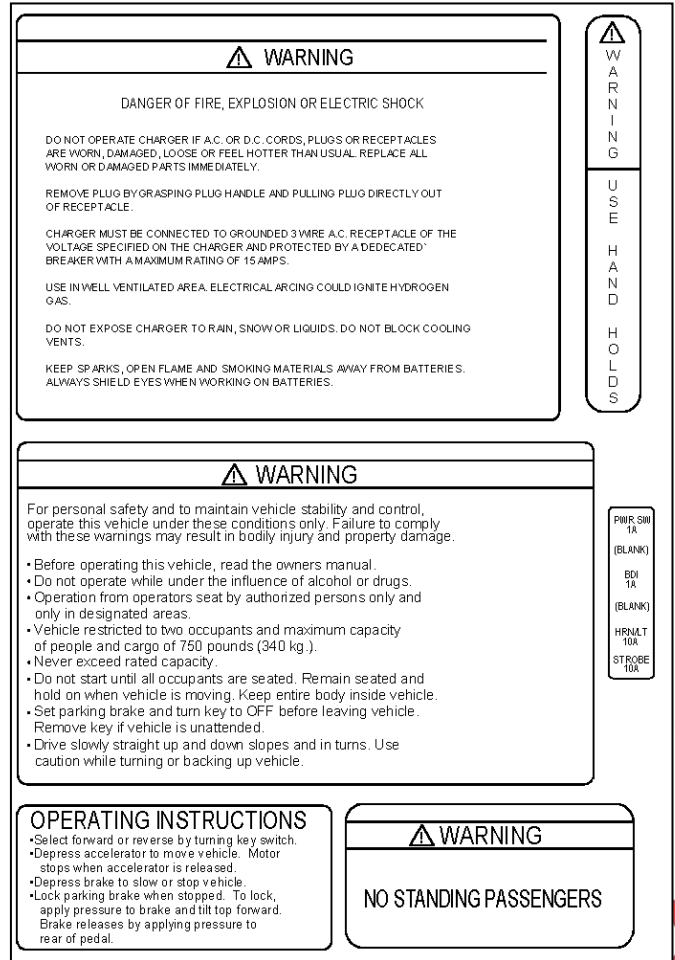 WARNING
DANGER OF FIRE, EXPLOSION OR ELECTRIC SHOCK
DO NOT OPERATE CHARGER IF A.C. OR D.C. CORDS, PLUGS OR RECEPTACLES
ARE WORN, DAMAGED, LOOSE OR FEEL HOTTER THAN USUAL. REPLACE ALL
WORN OR DAMAGED PARTS IMMEDIATELY.
REMOVE PLUG BY GRASPING PLUG HANDLE AND PULLING PLUG DIRECTLY OUT
OF RECEPTACLE.
CHARGER MUST BE CONNECTED TO GROUNDED 3 WIRE A.C. RECEPTACLE OF THE
VOLTAGE SPECIFIED ON THE CHARGER AND PROTECTED BY A `DEDECATED`
BREAKER WITH A MAXIMUM RATING OF 15 AMPS.
USE IN WELL VENTILATED AREA. ELECTRICAL ARCING COULD IGNITE HYDROGEN
GAS.
DO NOT EXPOSE CHARGER TO RAIN, SNOW OR LIQUIDS. DO NOT BLOCK COOLING
VENTS.
KEEP SPARKS, OPEN FLAME AND SMOKING MATERIALS AWAY FROM BATTERIES.
ALWAYS SHIELD EYES WHEN WORKING ON BATTERIES.
WARNING
USE HAND HOLDS
WARNING
For personal safety and to maintain vehicle stability and control,
operate this vehicle under these conditions only. Failure to comply
with these warnings may result in bodily injury and property damage.
• Before operating this vehicle, read the owners manual.
• Do not operate while under the influence of alcohol or drugs.
• Operation from operators seat by authorized persons only and
only in designated areas.
• Vehicle restricted to two occupants and maximum capacity
of people and cargo of 750 pounds (340 kg.).
• Never exceed rated capacity.
• Do not start until all occupants are seated. Remain seated and
hold on when vehicle is moving. Keep entire body inside vehicle.
• Set parking brake and turn key to OFF before leaving vehicle.
Remove key if vehicle is unattended.
• Drive slowly straight up and down slopes and in turns. Use
caution while turning or backing up vehicle.
PWR SW
1A
(BLANK)
BDI
1A
(BLANK)
HRN/LT
10A
STROBE
10A
OPERATING INSTRUCTIONS
•Select forward or reverse by turning key switch.
•Depress accelerator to move vehicle. Motor
stops when accelerator is released.
•Depress brake to slow or stop vehicle.
•Lock parking brake when stopped. To lock,
apply pressure to brake and tilt top forward.
Brake releases by applying pressure to
rear of pedal.
WARNING
NO STANDING PASSENGERS